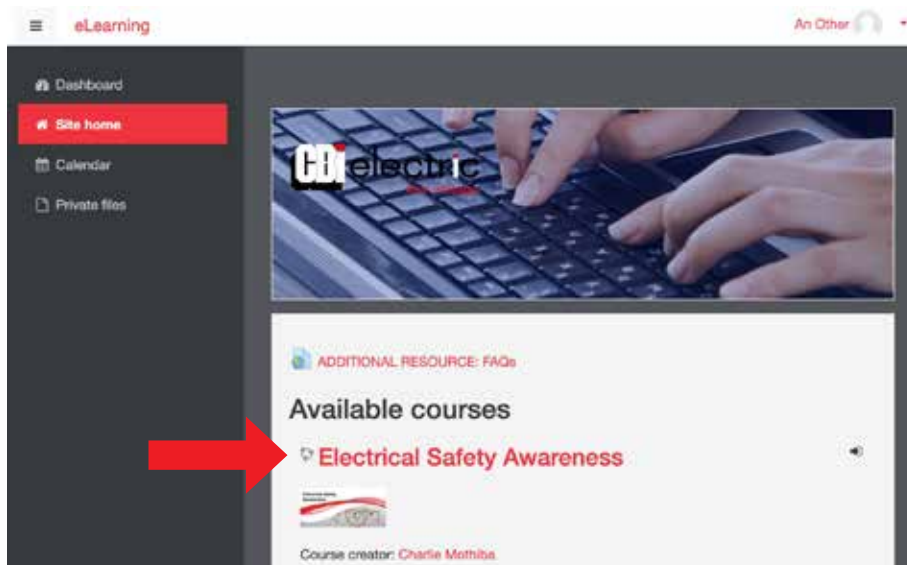 eLearning
An Other
Dashboard
Site home
Calendar
Private files
CBi electric
ADDITIONAL RESOURCE: FAQs
Available courses
Electrical Safety Awareness
Course creator: Charlie Mothiba